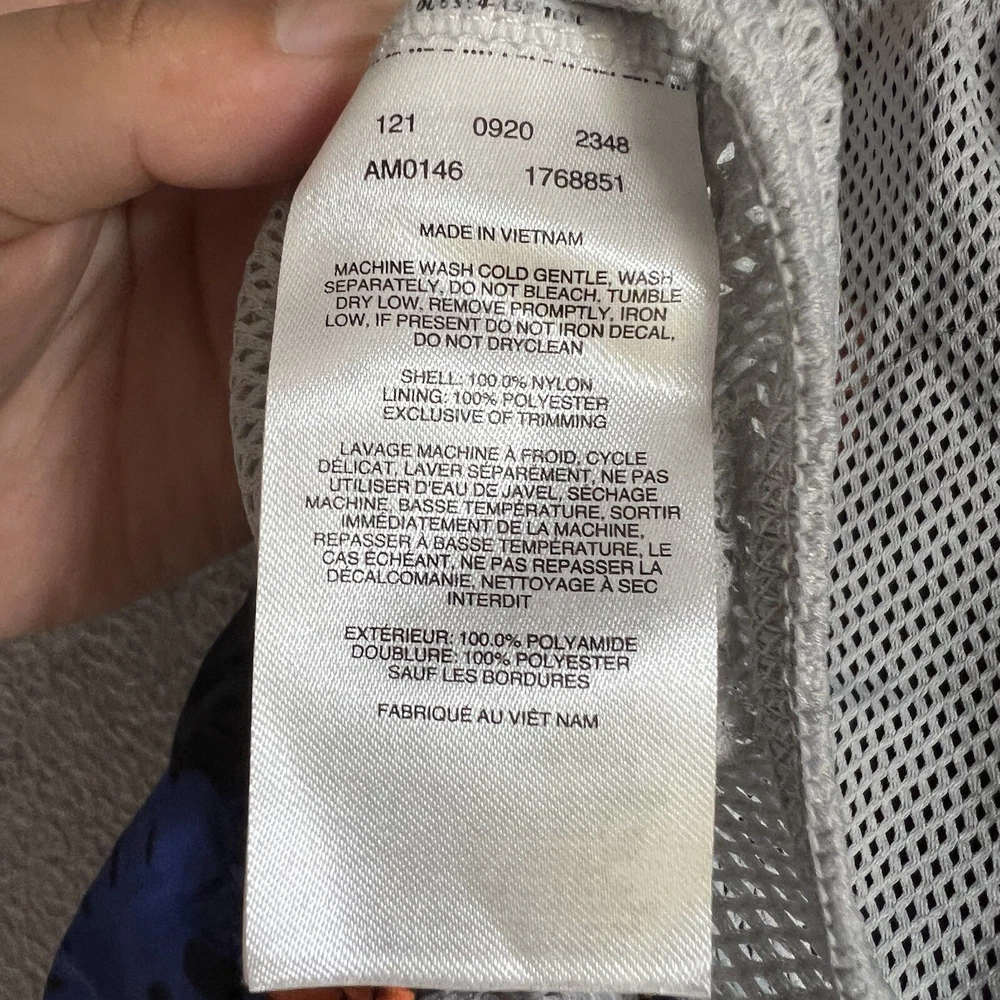 121 0920 2348
AM0146 1768851
MADE IN VIETNAM
MACHINE WASH COLD GENTLE, WASH
SEPARATELY, DO NOT BLEACH, TUMBLE
DRY LOW, REMOVE PROMPTLY, IRON
LOW, IF PRESENT DO NOT IRON DECAL,
DO NOT DRYCLEAN
SHELL: 100.0% NYLON
LINING: 100% POLYESTER
EXCLUSIVE OF TRIMMING
LAVAGE MACHINE À FROID, CYCLE
DÉLICAT, LAVER SÉPARÉMENT, NE PAS
UTILISER D'EAU DE JAVEL, SÉCHAGE
MACHINE, BASSE TEMPÉRATURE, SORTIR
IMMÉDIATEMENT DE LA MACHINE,
REPASSER À BASSE TEMPÉRATURE, LE
CAS ÉCHÉANT, NE PAS REPASSER LA
DÉCALCOMANIE, NETTOYAGE À SEC
INTERDIT
EXTÉRIEUR: 100.0% POLYAMIDE
DOUBLURE: 100% POLYESTER
SAUF LES BORDURES
FABRIQUÉ AU VIÊT NAM